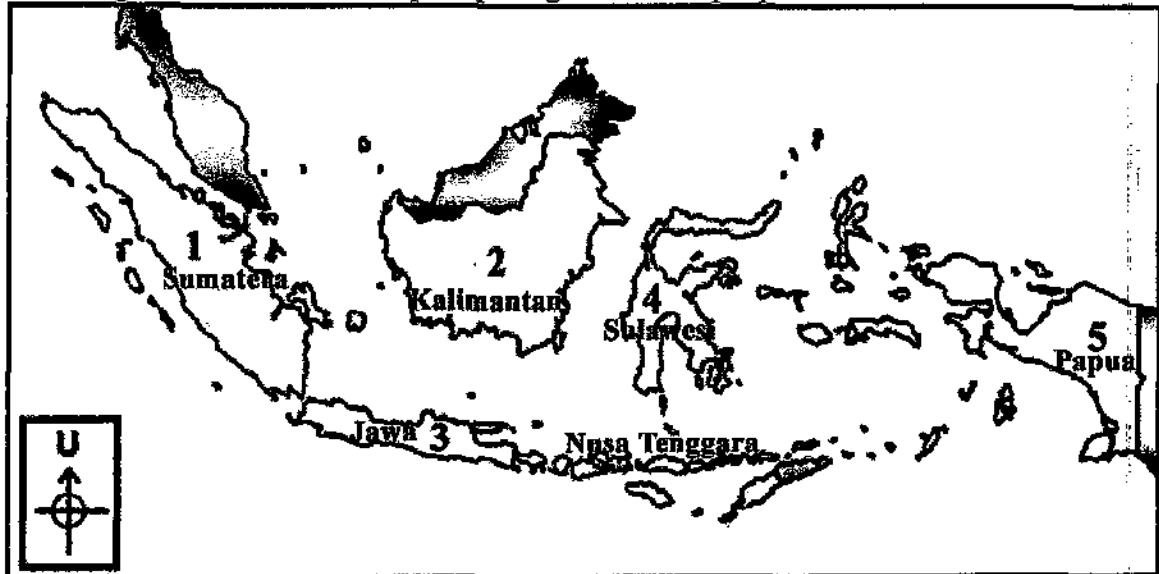 1
Sumatera
2
Kalimantan
4
Sulawesi
5
Papua
Jawa 3
Nusa Tenggara
U